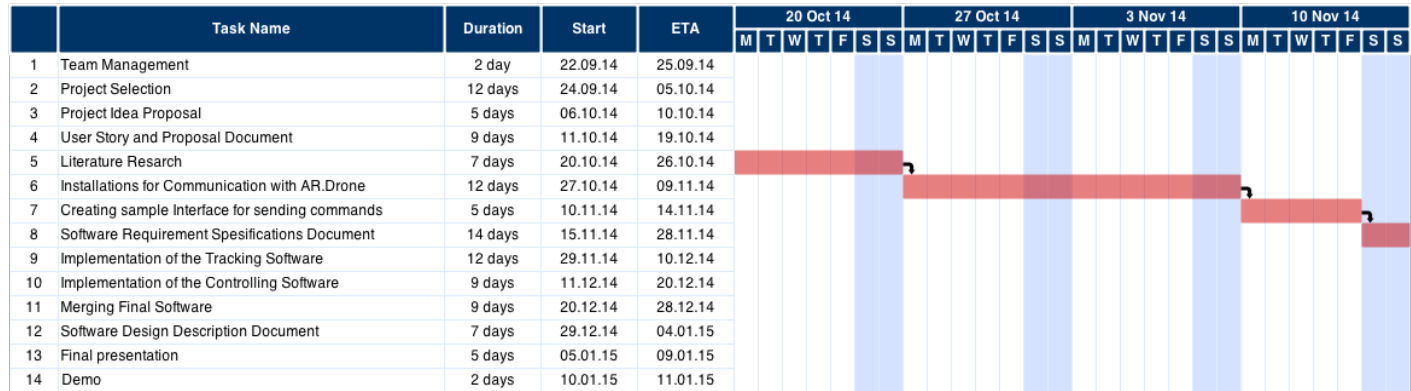 Task Name Duration Start ETA 20 Oct 14 27 Oct 14 3 Nov 14 10 Nov 14
M T W T F S S M T W T F S S M T W T F S S M T W T F S S
1 Team Management 2 day 22.09.14 25.09.14
2 Project Selection 12 days 24.09.14 05.10.14
3 Project Idea Proposal 5 days 06.10.14 10.10.14
4 User Story and Proposal Document 9 days 11.10.14 19.10.14
5 Literature Resarch 7 days 20.10.14 26.10.14
6 Installations for Communication with AR.Drone 12 days 27.10.14 09.11.14
7 Creating sample Interface for sending commands 5 days 10.11.14 14.11.14
8 Software Requirement Spesifications Document 14 days 15.11.14 28.11.14
9 Implementation of the Tracking Software 12 days 29.11.14 10.12.14
10 Implementation of the Controlling Software 9 days 11.12.14 20.12.14
11 Merging Final Software 9 days 20.12.14 28.12.14
12 Software Design Description Document 7 days 29.12.14 04.01.15
13 Final presentation 5 days 05.01.15 09.01.15
14 Demo 2 days 10.01.15 11.01.15